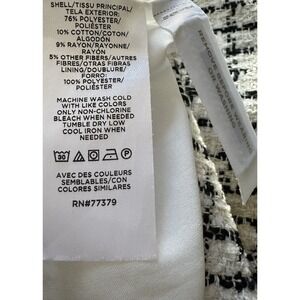 SHELL/TISSU PRINCIPAL/
TELA EXTERIOR:
76% POLYESTER/
POLIÉSTER
10% COTTON/COTON/
ALGODÓN
9% RAYON/RAYONNE/
RAYÓN
5% OTHER FIBERS/AUTRES
FIBRES/OTRAS FIBRAS
LINING/DOUBLURE/
FORRO:
100% POLYESTER/
POLIÉSTER
MACHINE WASH COLD
WITH LIKE COLORS
ONLY NON-CHLORINE
BLEACH WHEN NEEDED
TUMBLE DRY LOW
COOL IRON WHEN
NEEDED
30
AVEC DES COULEURS
SEMBLABLES/CON
COLORES SIMILARES
RN#77379